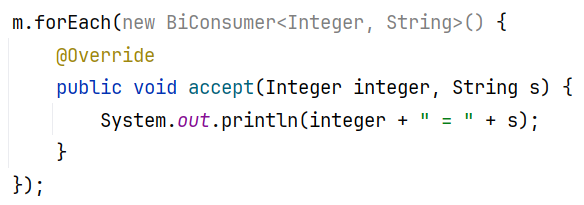 m.forEach(new BiConsumer<Integer, String>() {
    @Override
    public void accept(Integer integer, String s) {
        System.out.println(integer + " = " + s);
    }
});